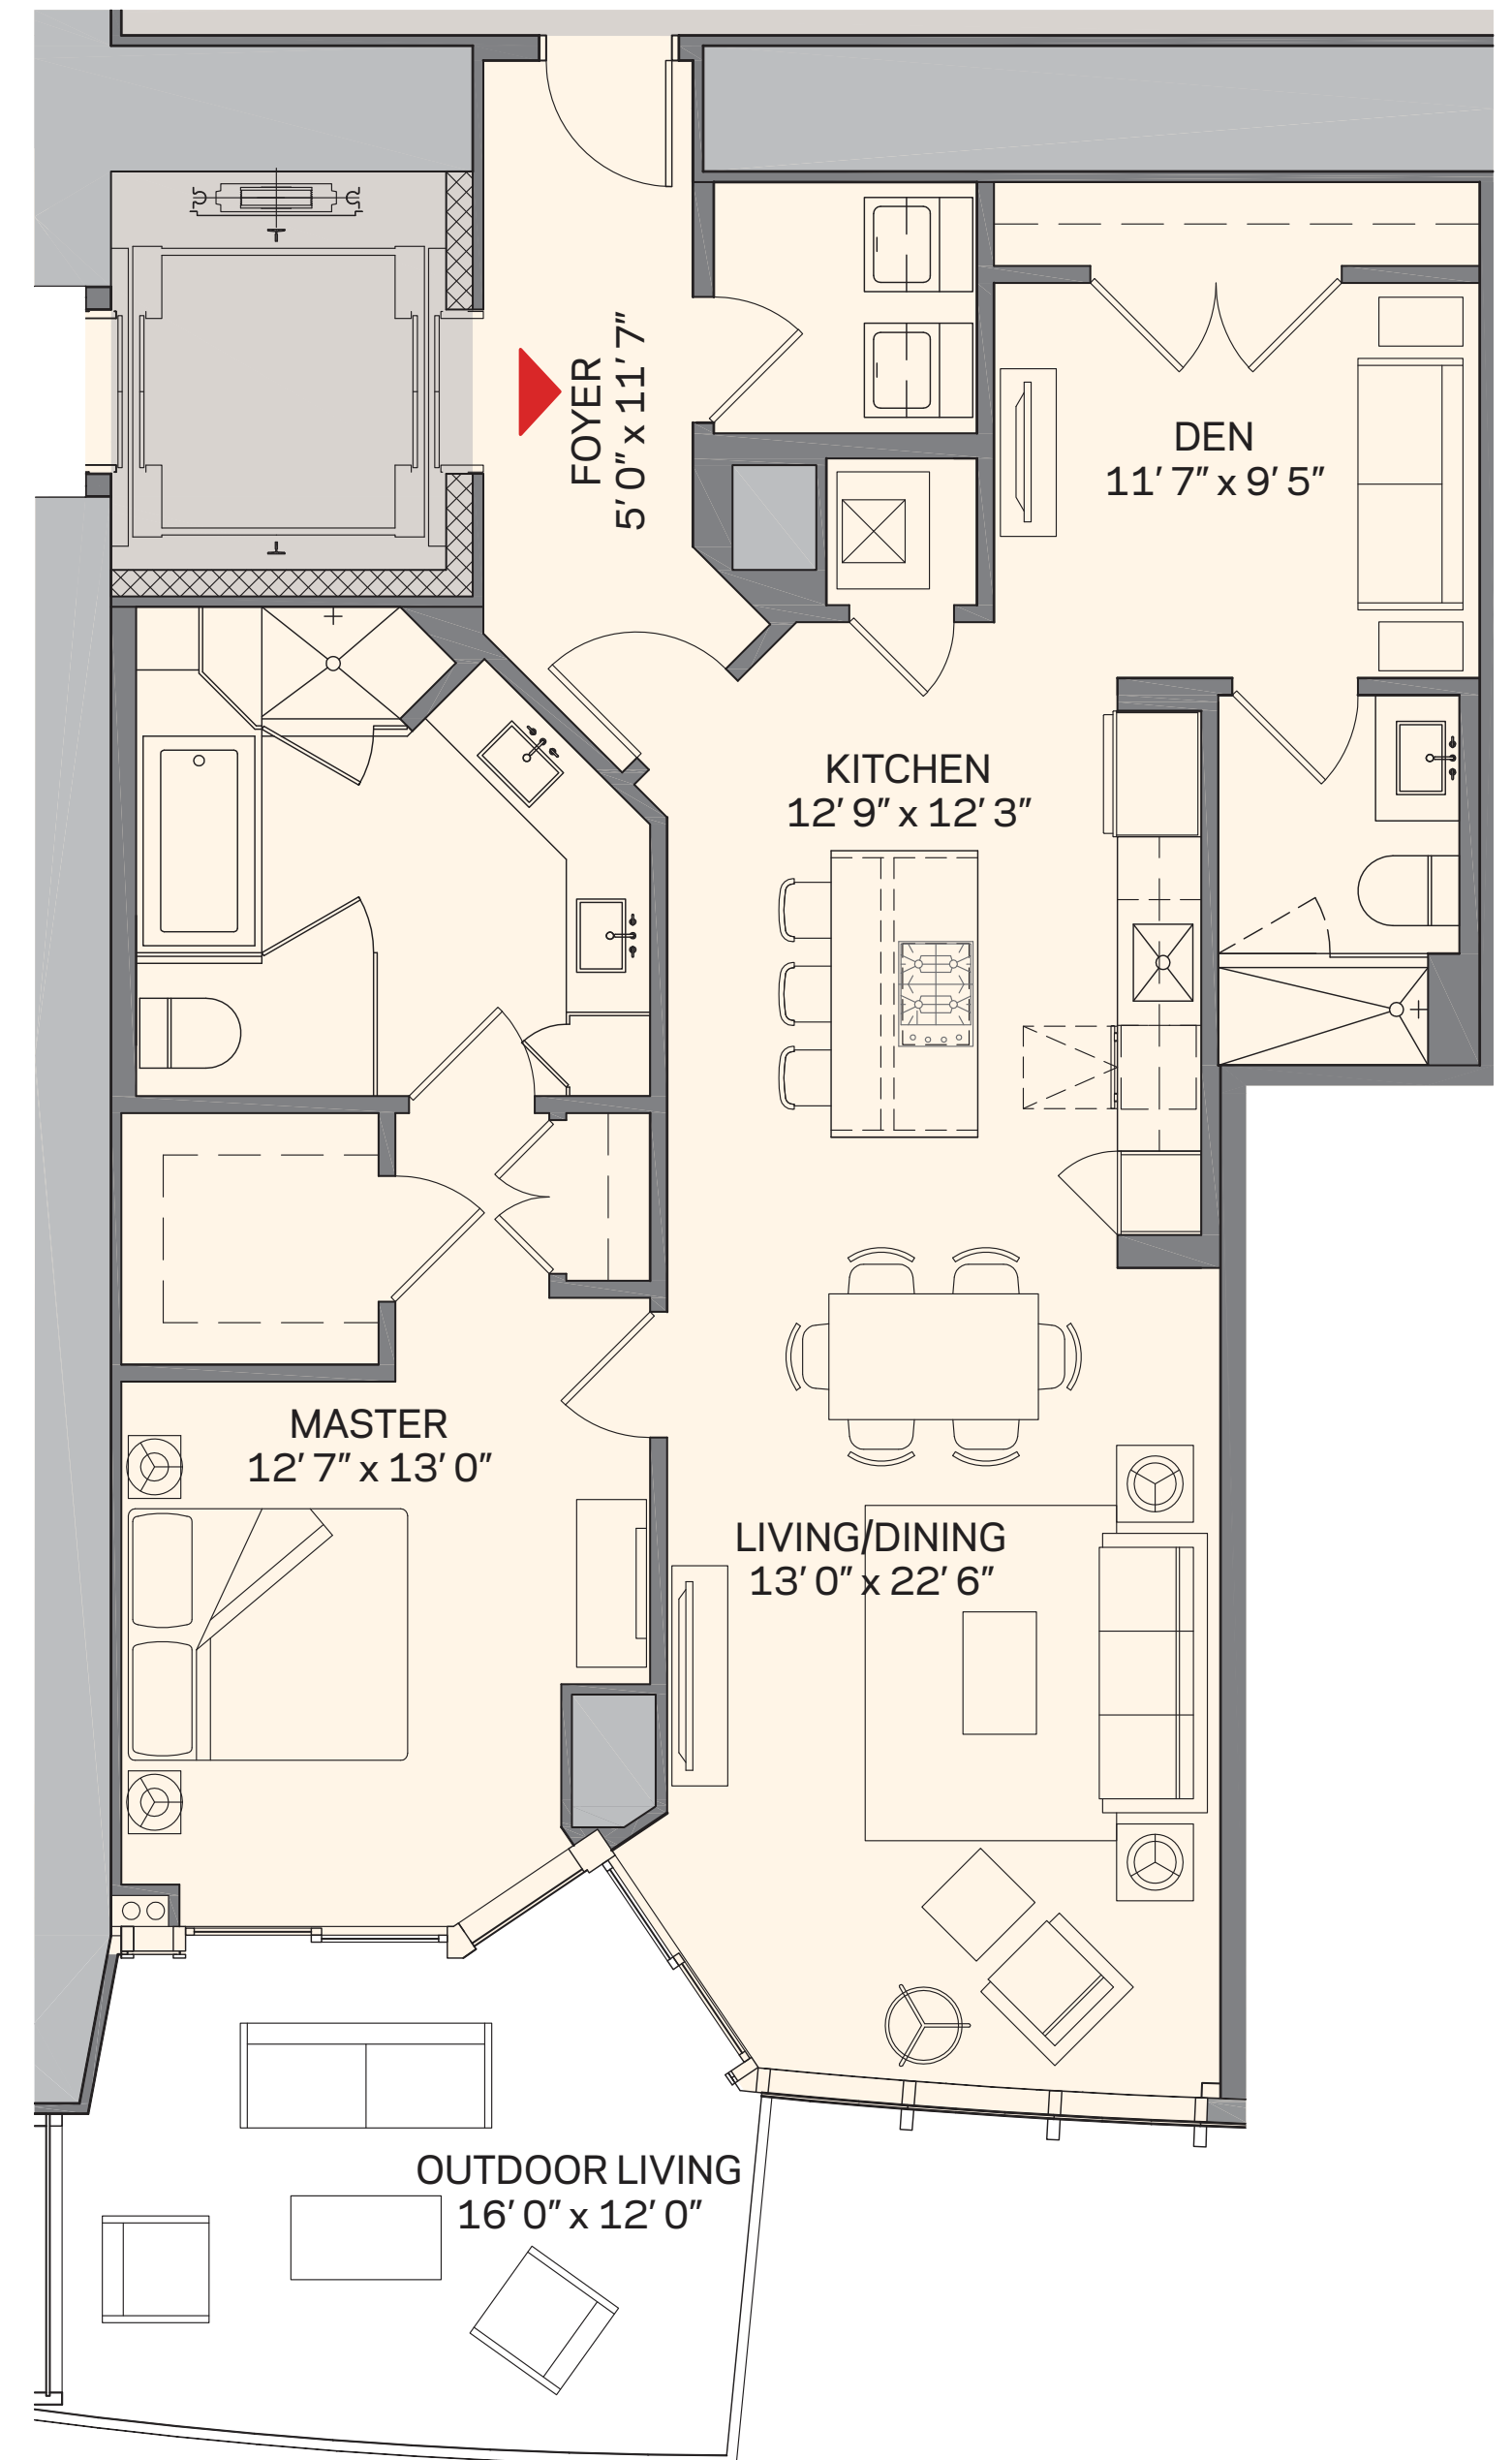 FOYER
5′ 0″ x 11′ 7″
DEN
11′ 7″ x 9′ 5″
KITCHEN
12′ 9″ x 12′ 3″
MASTER
12′ 7″ x 13′ 0″
LIVING/DINING
13′ 0″ x 22′ 6″
OUTDOOR LIVING
16′ 0″ x 12′ 0″